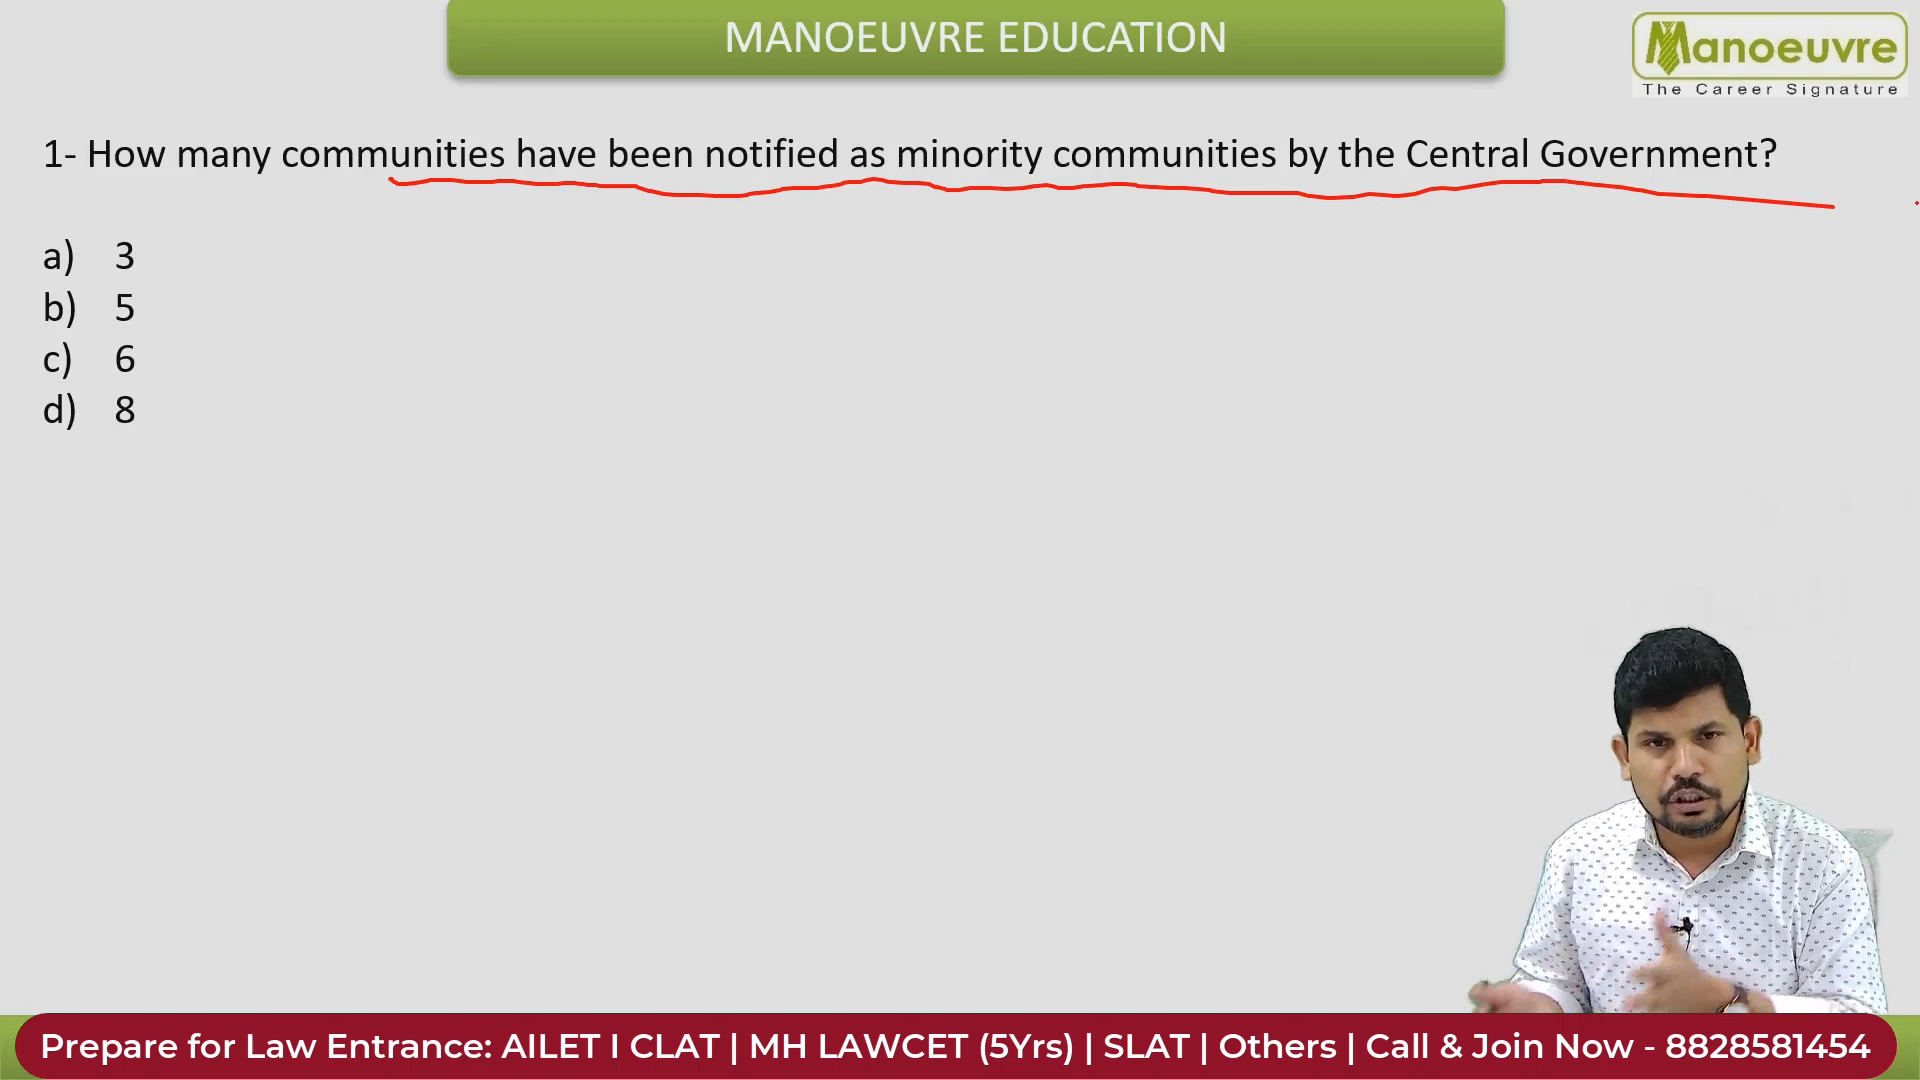 MANOEUVRE EDUCATION
Manoeuvre
The Career Signature
1- How many communities have been notified as minority communities by the Central Government?
a) 3
b) 5
c) 6
d) 8
Prepare for Law Entrance: AILET I CLAT | MH LAWCET (5Yrs) | SLAT | Others | Call & Join Now - 8828581454